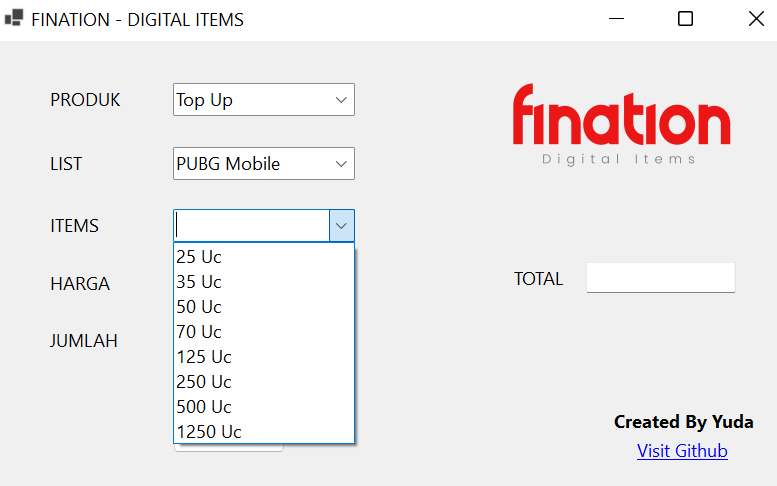 FINATION - DIGITAL ITEMS
PRODUK
Top Up
LIST
PUBG Mobile
ITEMS
25 Uc
35 Uc
50 Uc
70 Uc
125 Uc
250 Uc
500 Uc
1250 Uc
HARGA
JUMLAH
fination
Digital Items
TOTAL
Created By Yuda
Visit Github